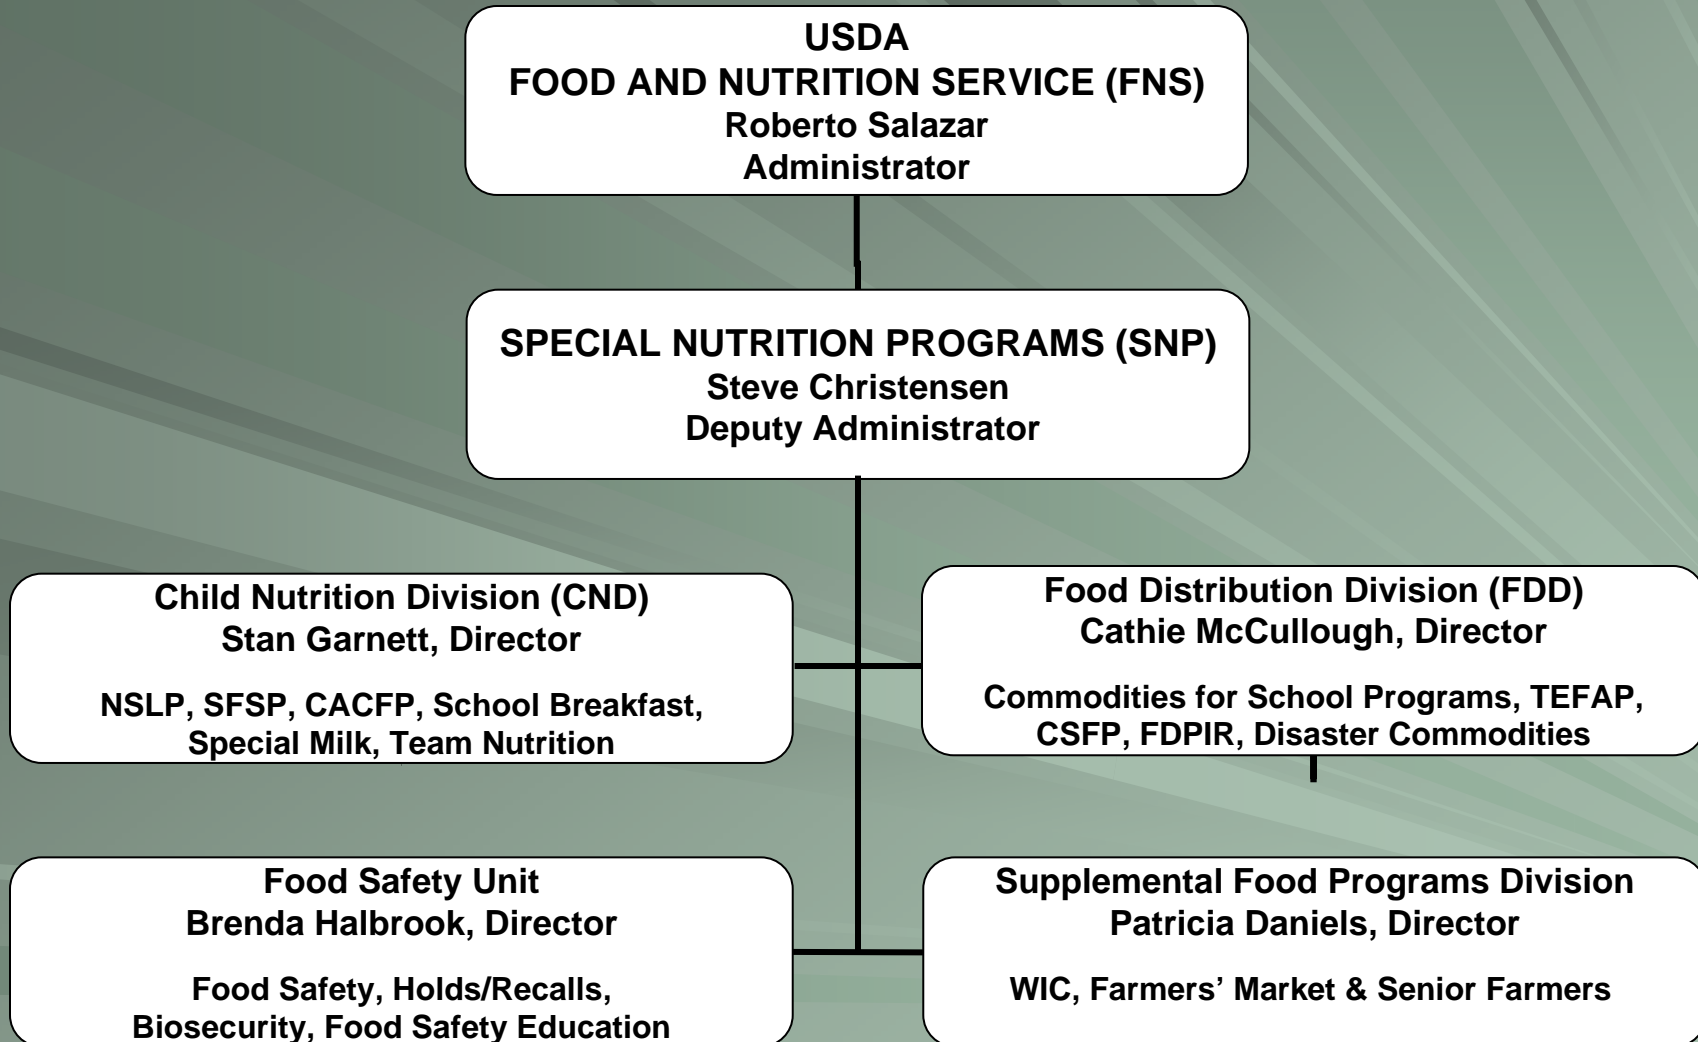 USDA
FOOD AND NUTRITION SERVICE (FNS)
Roberto Salazar
Administrator
SPECIAL NUTRITION PROGRAMS (SNP)
Steve Christensen
Deputy Administrator
Child Nutrition Division (CND)
Stan Garnett, Director
NSLP, SFSP, CACFP, School Breakfast,
Special Milk, Team Nutrition
Food Distribution Division (FDD)
Cathie McCullough, Director
Commodities for School Programs, TEFAP,
CSFP, FDPIR, Disaster Commodities
Food Safety Unit
Brenda Halbrook, Director
Food Safety, Holds/Recalls,
Biosecurity, Food Safety Education
Supplemental Food Programs Division
Patricia Daniels, Director
WIC, Farmers’ Market & Senior Farmers